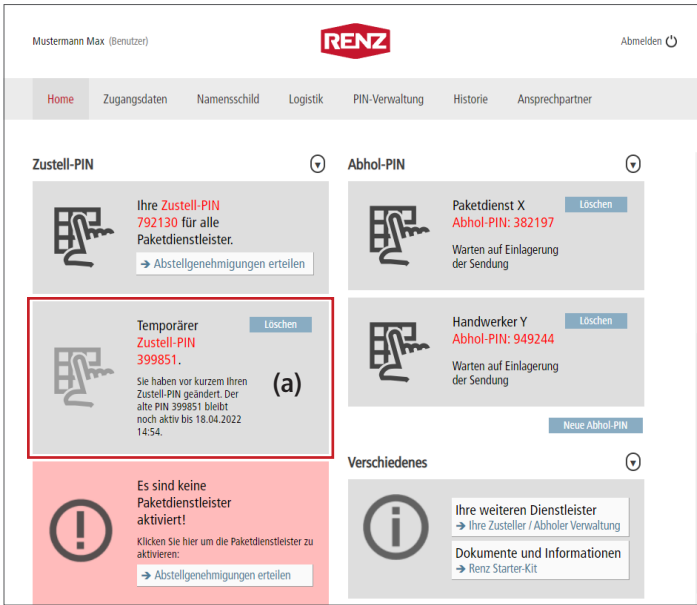 Mustermann Max (Benutzer)
RENZ
Abmelden
Home Zugangsdaten Namensschild Logistik PIN-Verwaltung Historie Ansprechpartner
Zustell-PIN
Ihre Zustell-PIN
792130 für alle
Paketdienstleister.
→ Abstellgenehmigungen erteilen
Temporärer
Löschen
Zustell-PIN
399851.
Sie haben vor kurzem Ihren
Zustell-PIN geändert. Der
alte PIN 399851 bleibt
noch aktiv bis 18.04.2022
14:54.
(a)
Es sind keine
Paketdienstleister
aktiviert!
Klicken Sie hier um die Paketdienstleister zu
aktivieren:
→ Abstellgenehmigungen erteilen
Abhol-PIN
Paketdienst X
Löschen
Abhol-PIN: 382197
Warten auf Einlagerung
der Sendung
Handwerker Y
Löschen
Abhol-PIN: 949244
Warten auf Einlagerung
der Sendung
Neue Abhol-PIN
Verschiedenes
Ihre weiteren Dienstleister
→ Ihre Zusteller / Abholer Verwaltung
Dokumente und Informationen
→ Renz Starter-Kit